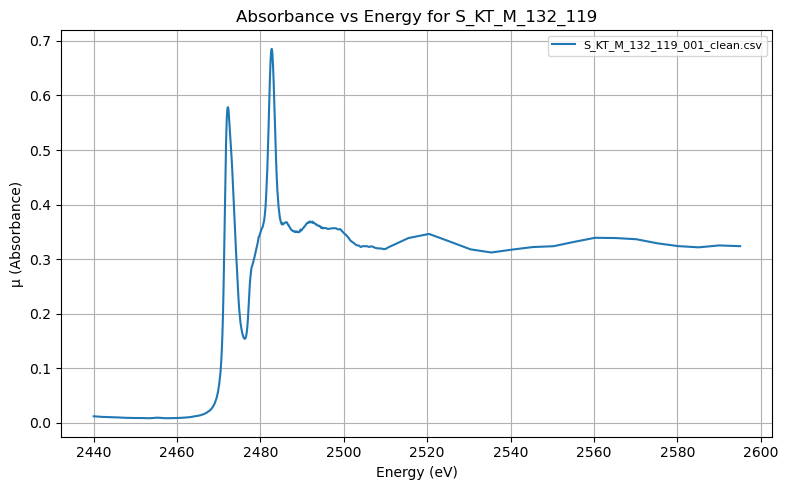 Absorbance vs Energy for S_KT_M_132_119
S_KT_M_132_119_001_clean.csv
μ (Absorbance)
0.7
0.6
0.5
0.4
0.3
0.2
0.1
0.0
2440 2460 2480 2500 2520 2540 2560 2580 2600
Energy (eV)